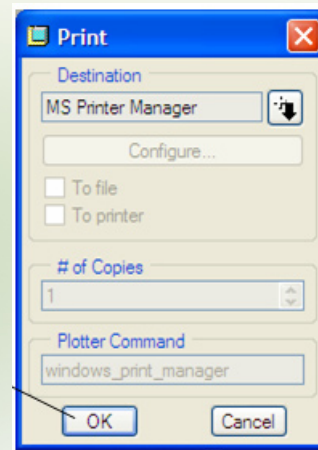 Print
Destination
MS Printer Manager
Configure...
To file
To printer
# of Copies
1
Plotter Command
windows_print_manager
OK
Cancel